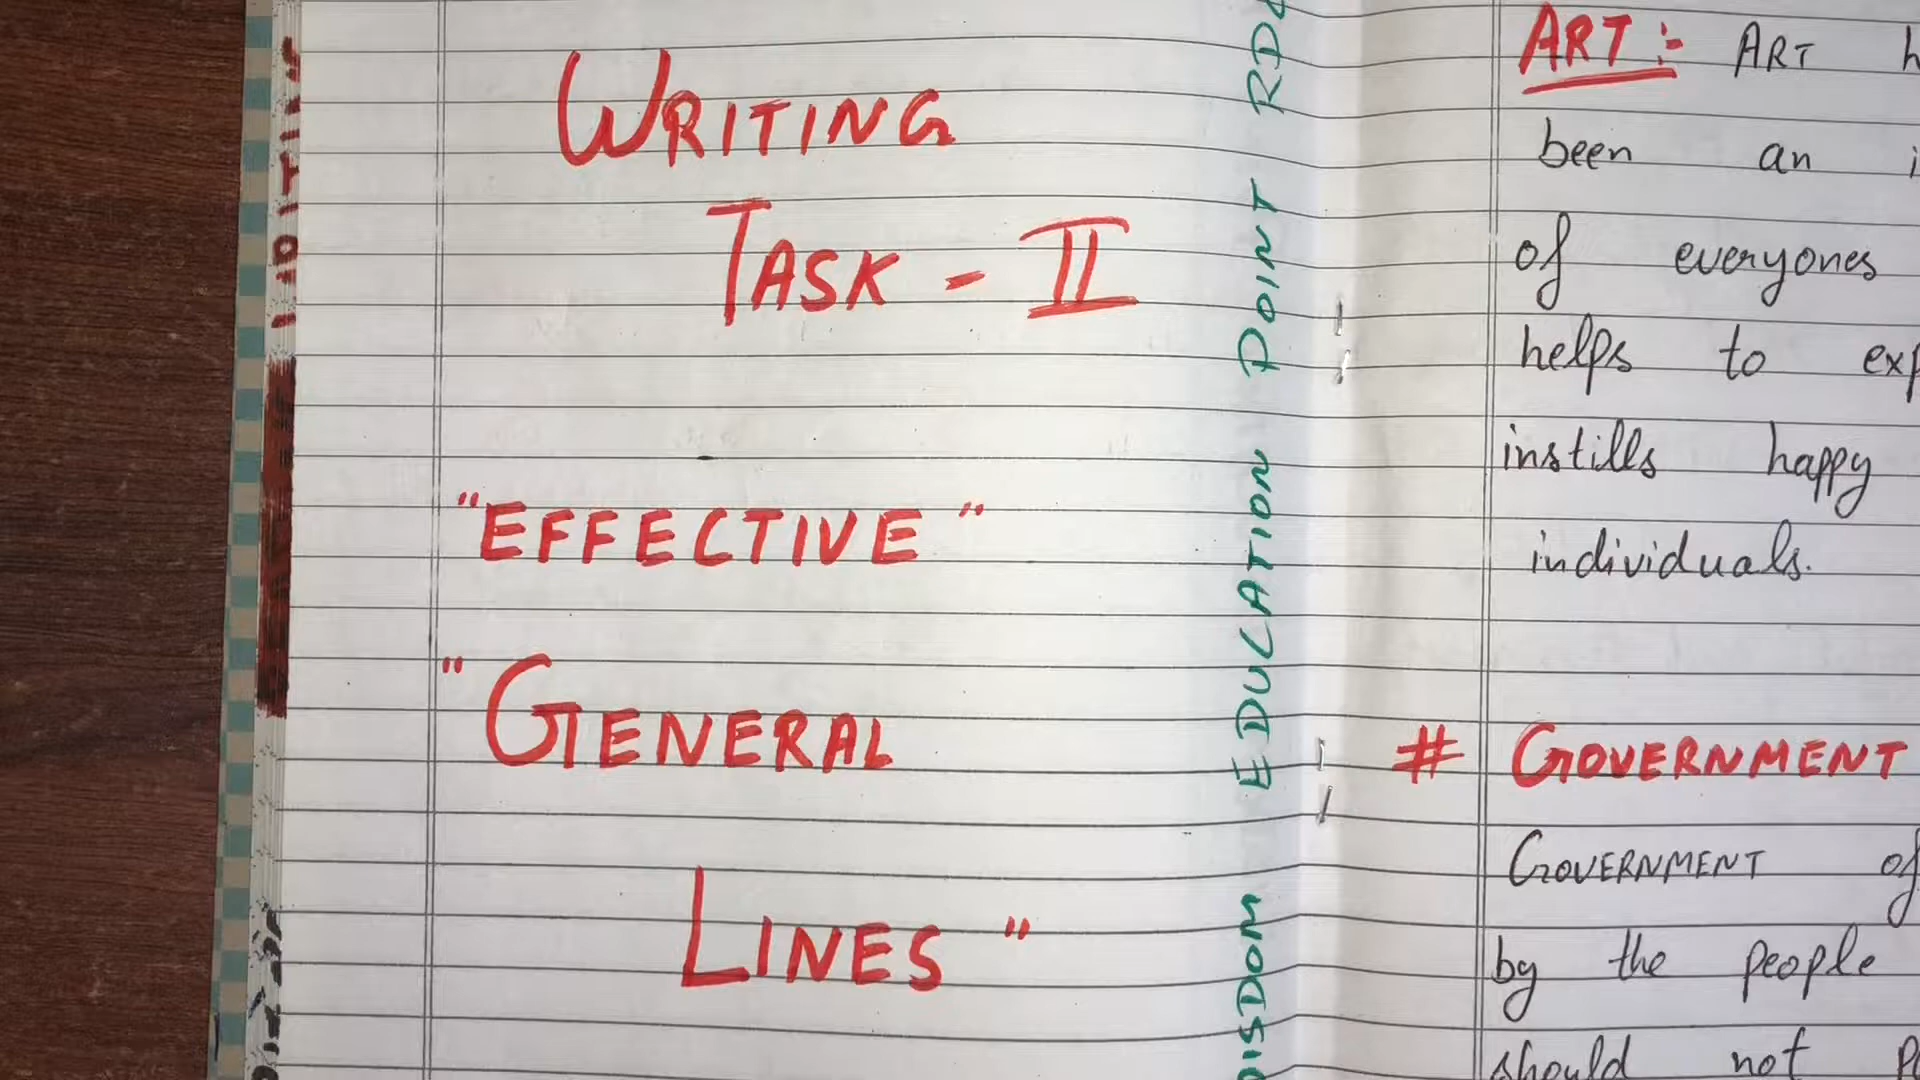 WRITING
TASK - II
"EFFECTIVE"
"GENERAL
LINES"
EDUCATION POINT
ART :- ART
been an
of everyones
helps to
instills happy
individuals.
# GOVERNMENT
GOVERNMENT of
by the people
should not